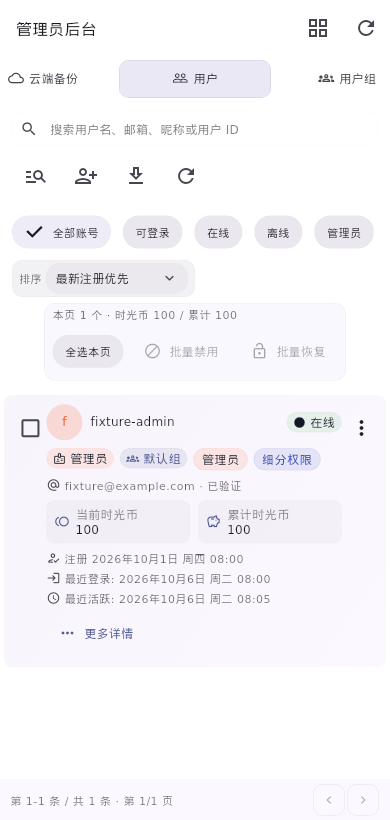 管理员后台
云端备份
用户
用户组
搜索用户名、邮箱、昵称或用户 ID
全部账号
可登录
在线
离线
管理员
排序
最新注册优先
本页 1 个 · 时光币 100 / 累计 100
全选本页
批量禁用
批量恢复
f
fixture-admin
在线
管理员
默认组
管理员
细分权限
fixture@example.com · 已验证
当前时光币
100
累计时光币
100
注册 2026年10月1日 周四 08:00
最近登录: 2026年10月6日 周二 08:00
最近活跃: 2026年10月6日 周二 08:05
更多详情
第 1-1 条 / 共 1 条 · 第 1/1 页